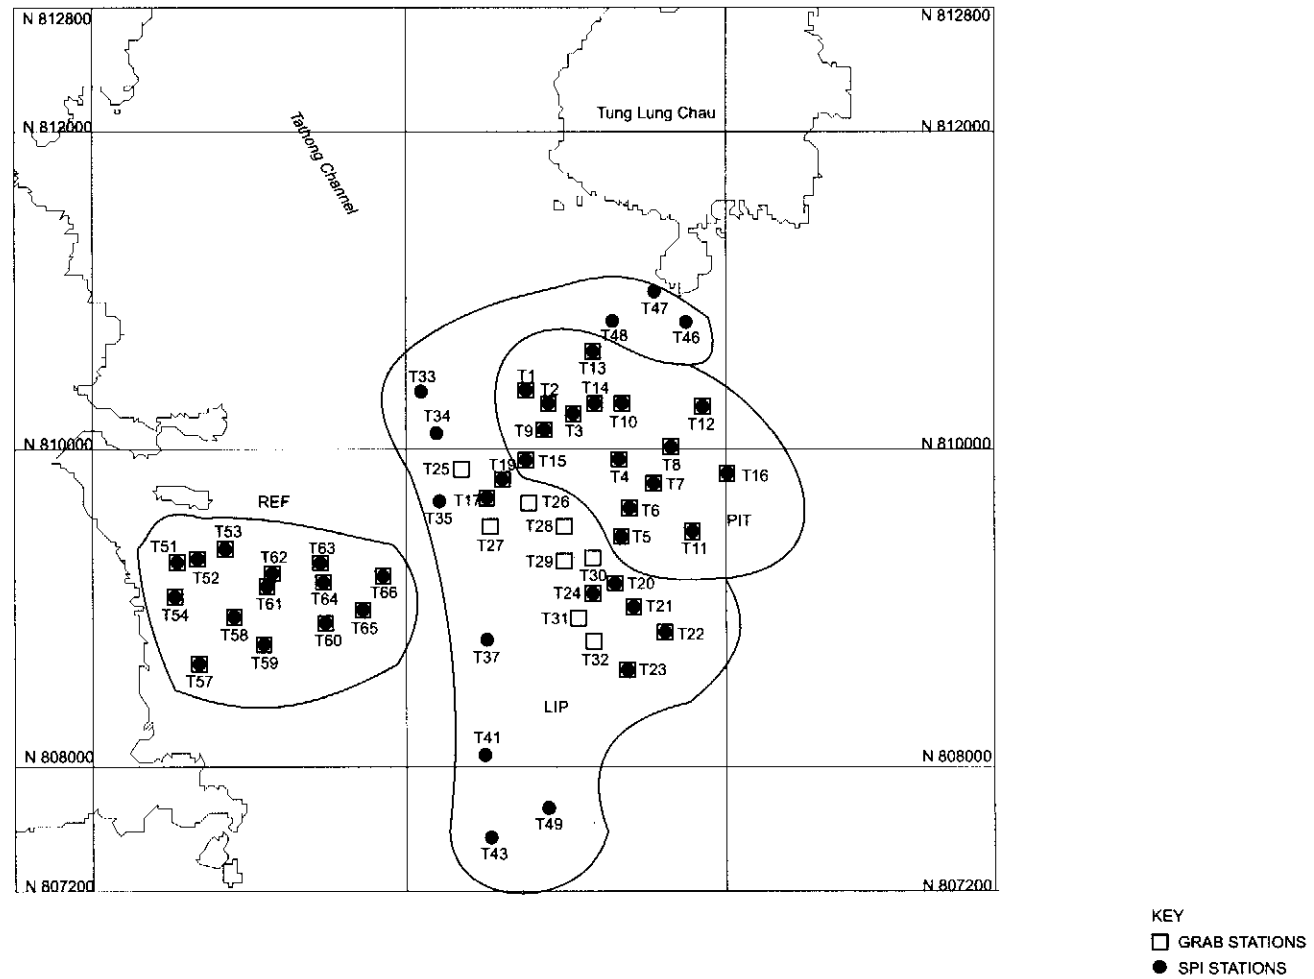 N 812800
N 812800
Tung Lung Chau
N 812000
N 812000
Tathong Channel
T47
T48
T46
T13
T33
T1
T2
T14
T34
T9
T3
T10
T12
N 810000
N 810000
T25
T19
T15
T4
T8
T16
T7
T17
T35
T26
T6
REF
T27
T28
T5
PIT
T11
T51
T53
T52
T62
T63
T66
T29
T30
T61
T64
T20
T54
T24
T21
T65
T58
T60
T31
T22
T59
T37
T32
T57
T23
LIP
T41
N 808000
N 808000
T49
T43
N 807200
N 807200
KEY
GRAB STATIONS
SPI STATIONS